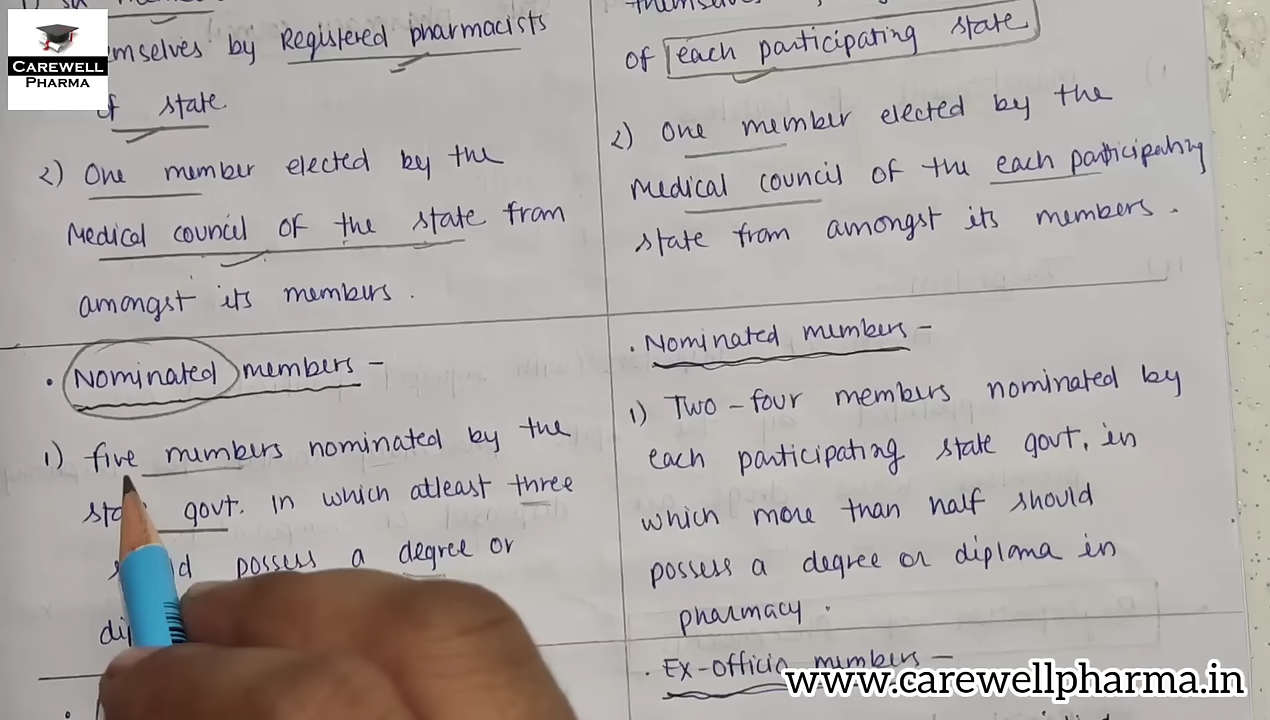 CAREWELL
PHARMA
emselves by Registered pharmacists
of state
2) One member elected by the
Medical council of the state from
amongst its members.
• Nominated members -
1) five members nominated by the
govt. in which atleast three
possess a degree or
of each participating state
2) One member elected by the
Medical council of the each participating
state from amongst its members.
. Nominated members -
1) Two-four members nominated by
each participating state govt. in
which more than half should
possess a degree or diploma in
pharmacy.
. Ex-officio members -
www.carewellpharma.in